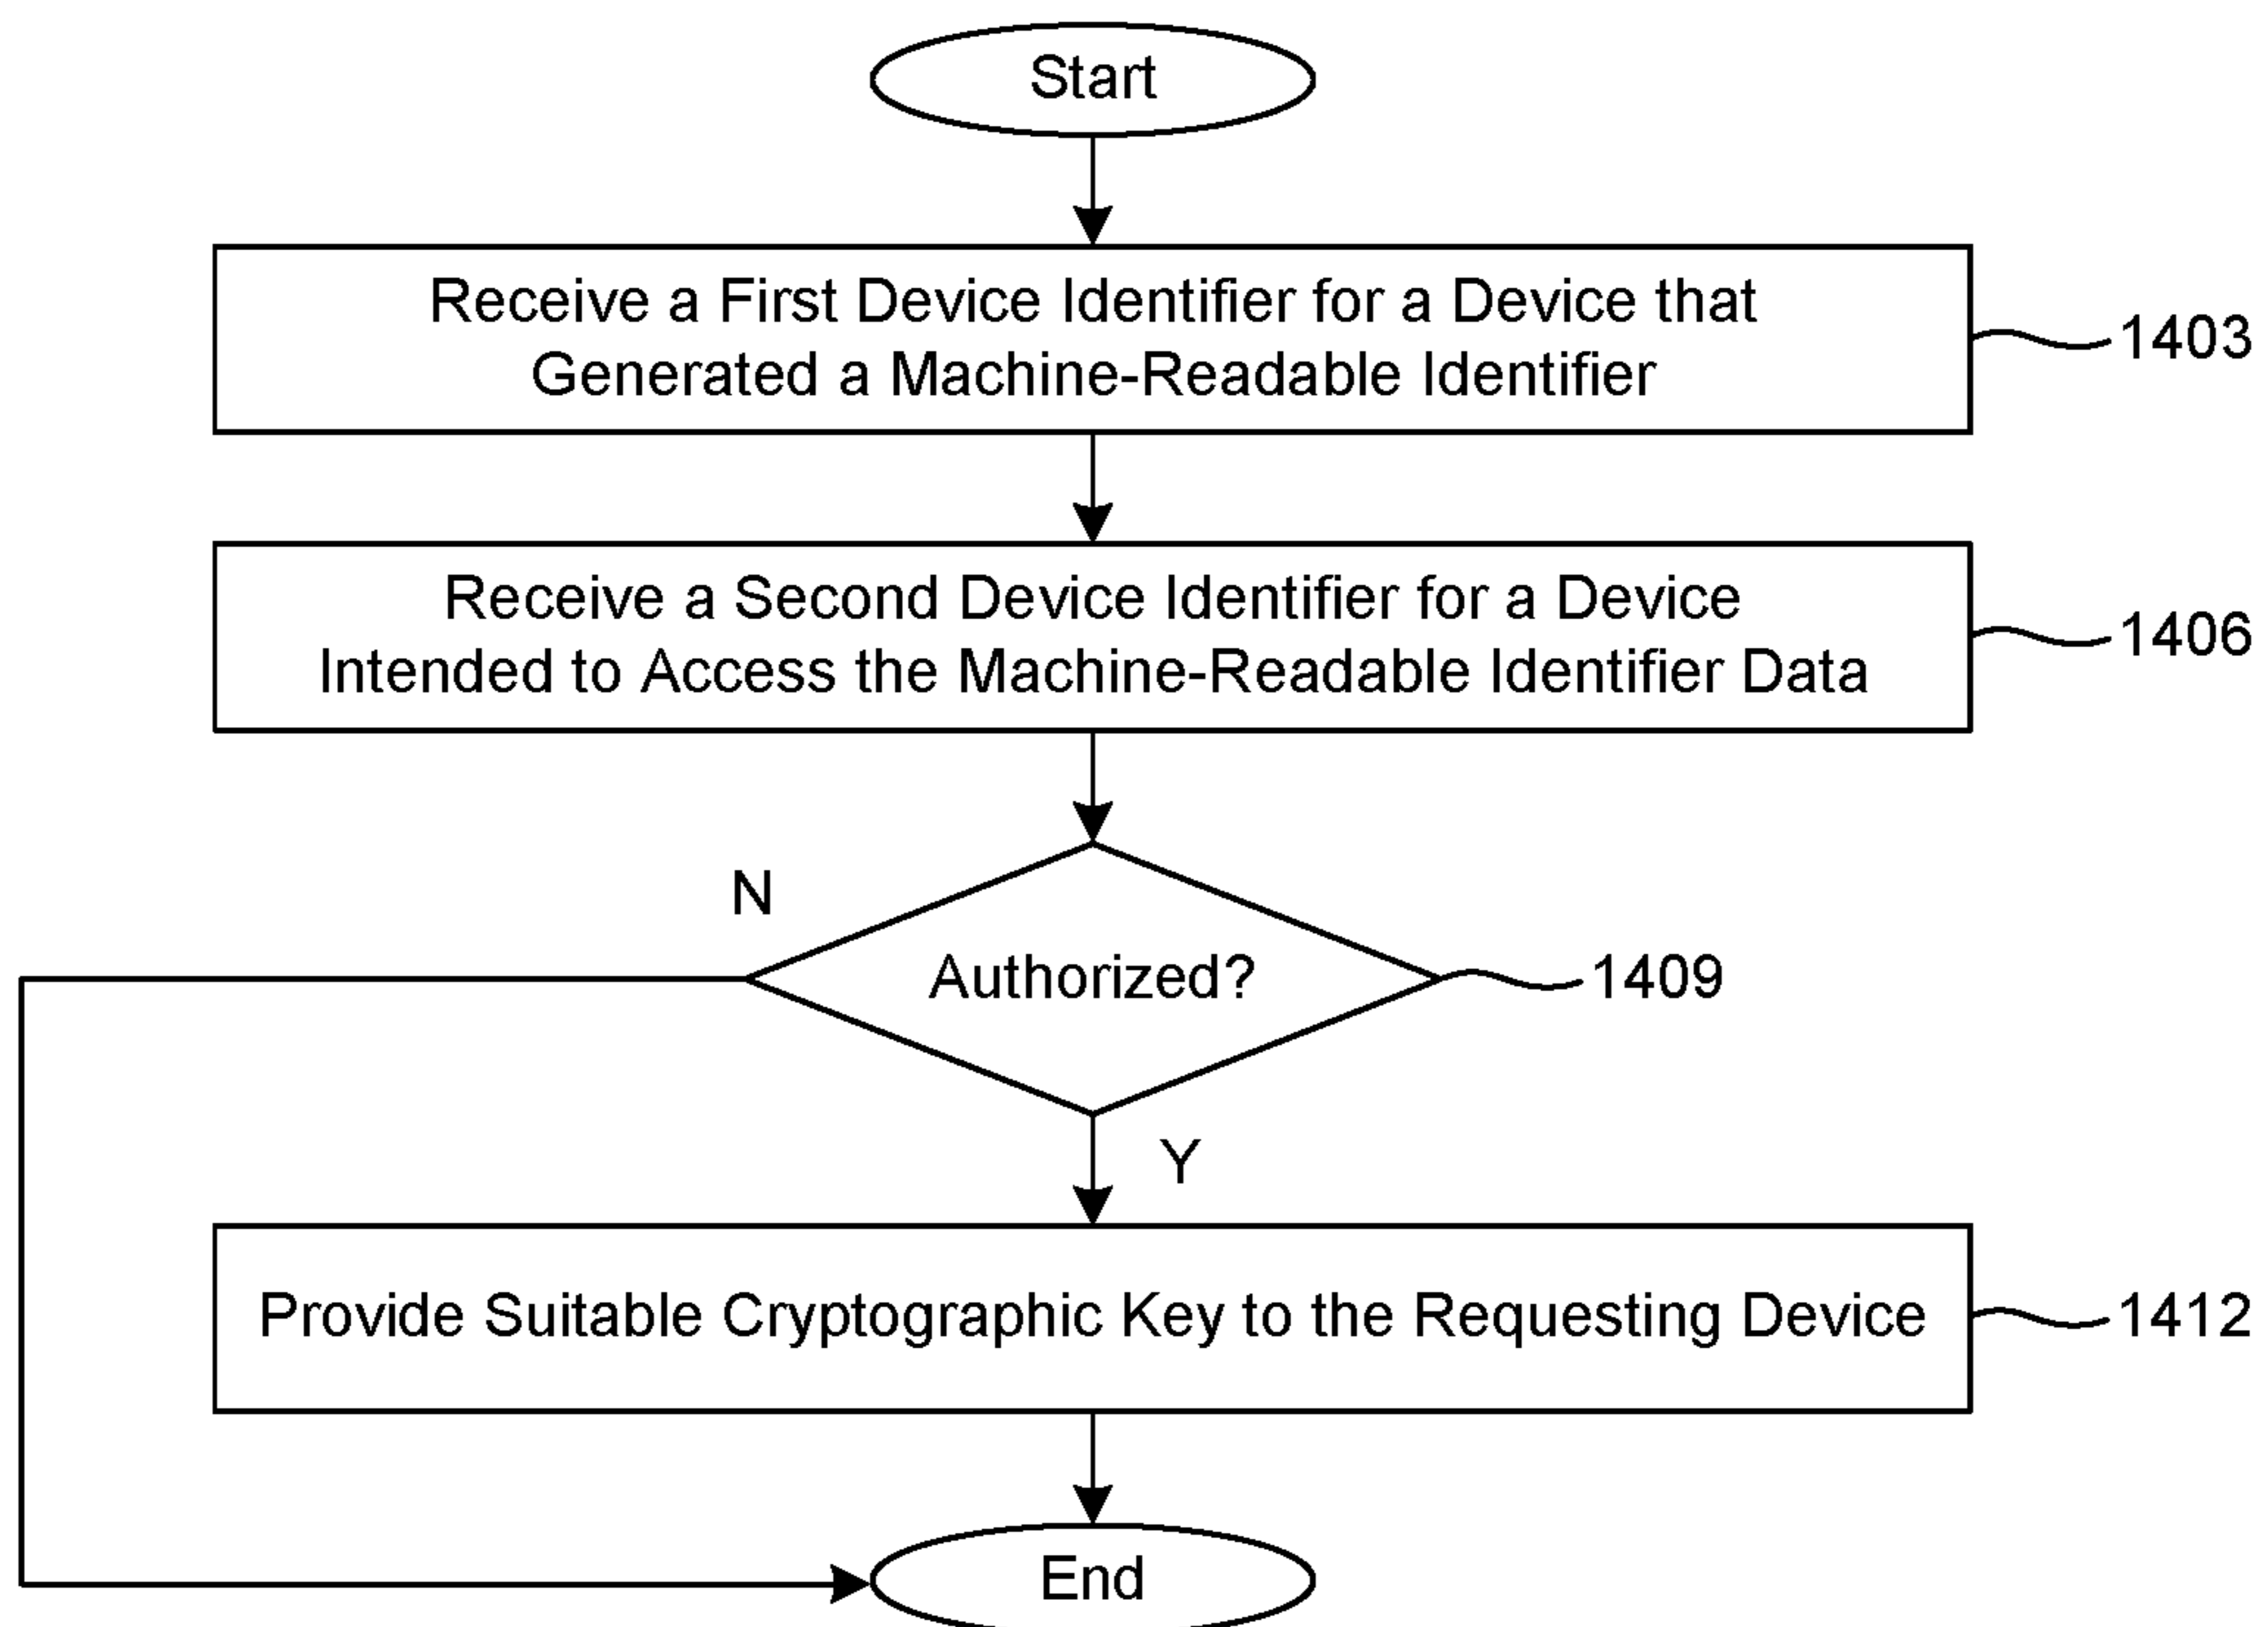 Start
Receive a First Device Identifier for a Device that
Generated a Machine-Readable Identifier
1403
Receive a Second Device Identifier for a Device
Intended to Access the Machine-Readable Identifier Data
1406
N
Authorized?
1409
Y
Provide Suitable Cryptographic Key to the Requesting Device
1412
End